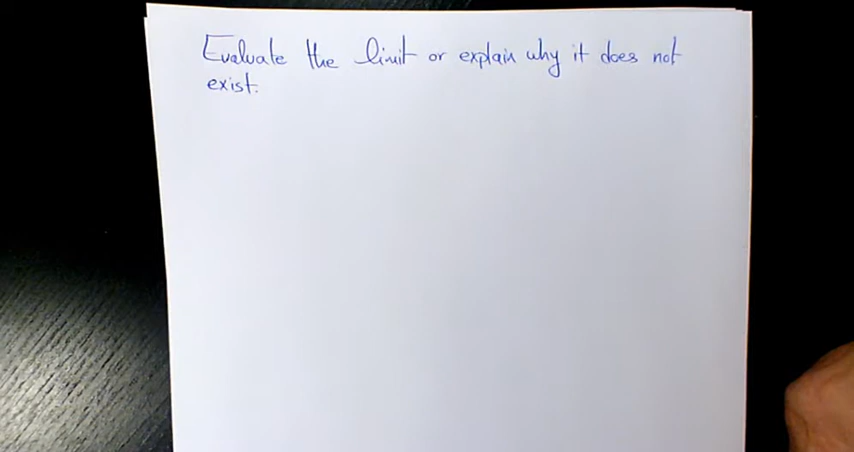 Evaluate the limit or explain why it does not
exist.